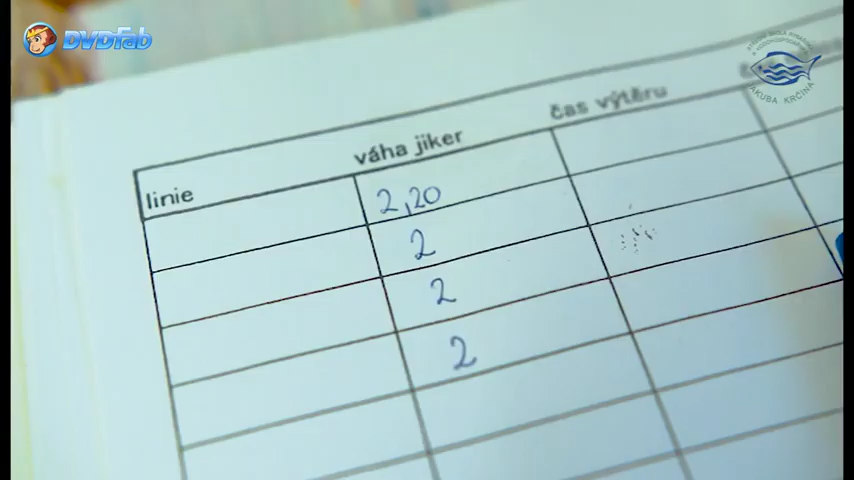 DVDFab
JAKUBA KRČÍNA
linie váha jiker čas výtěru
2,20
2
2
2